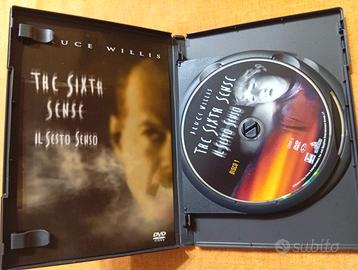 RUCE WILLIS
THE SIXTH
SENSE
IL SESTO SENSO
DVD
BRUCE WILLIS
THE SIXTH SENSE
IL SESTO SENSO
DISCO 1
subito